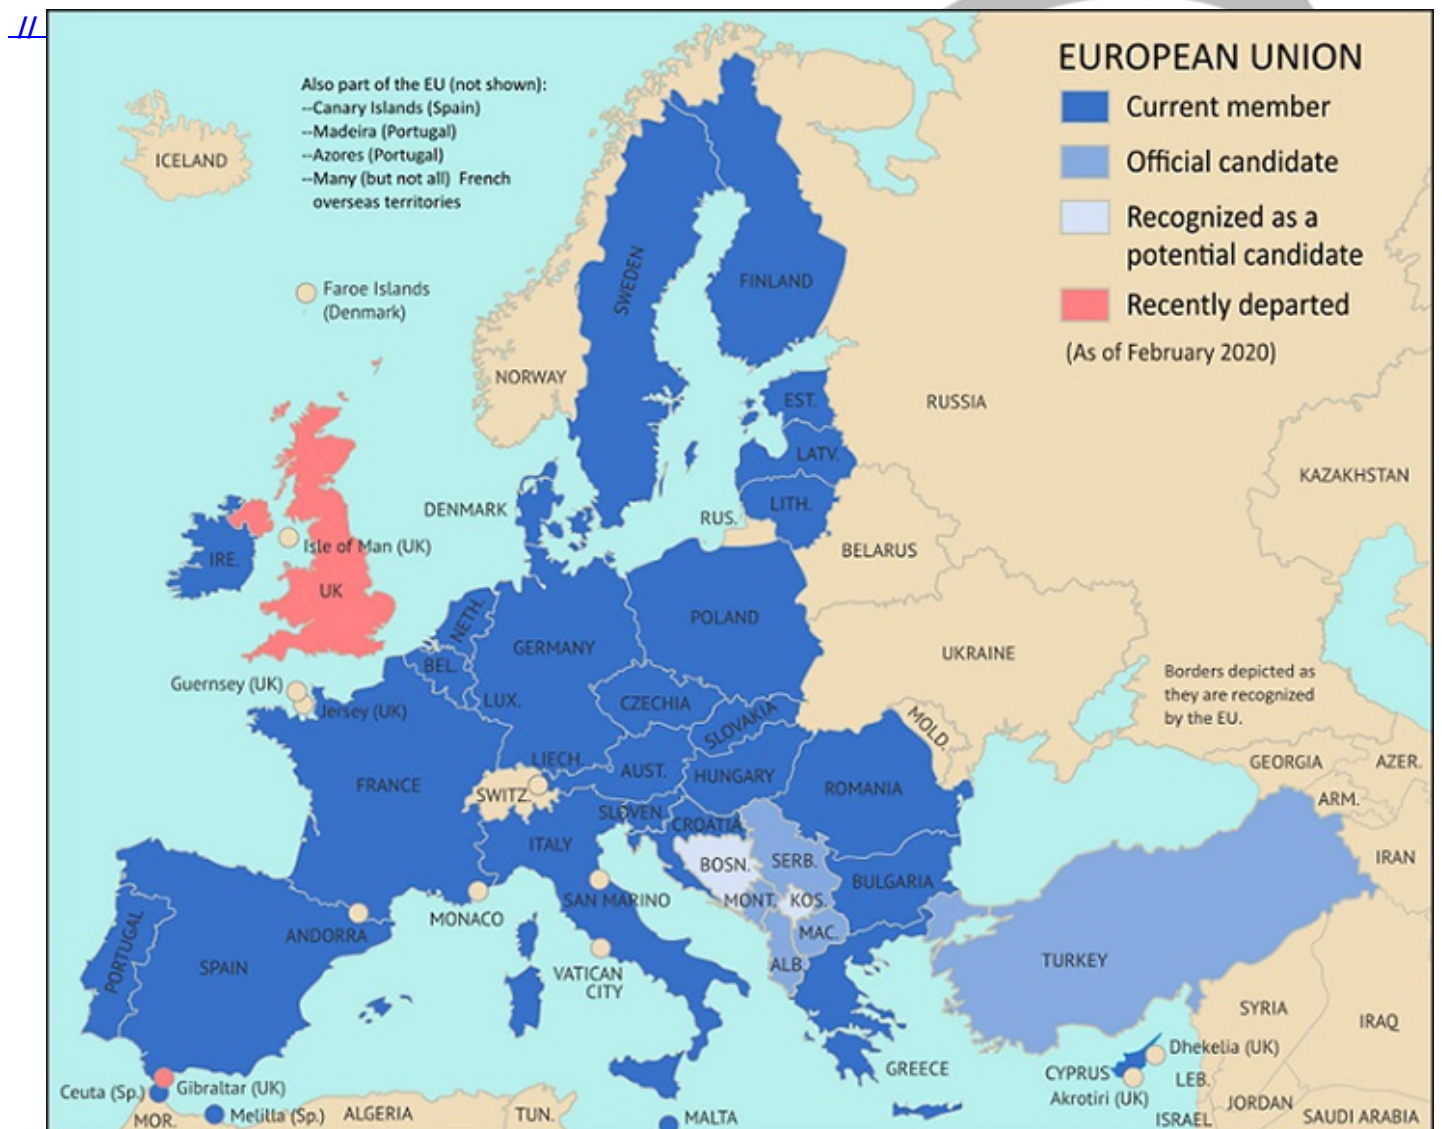 //
EUROPEAN UNION
Current member
Official candidate
Recognized as a
potential candidate
Recently departed
(As of February 2020)
Also part of the EU (not shown):
--Canary Islands (Spain)
--Madeira (Portugal)
--Azores (Portugal)
--Many (but not all) French
overseas territories
ICELAND
Faroe Islands
(Denmark)
SWEDEN
FINLAND
NORWAY
RUSSIA
EST.
LATV.
LITH.
KAZAKHSTAN
DENMARK
RUS.
BELARUS
Isle of Man (UK)
IRE.
UK
NETH.
POLAND
GERMANY
UKRAINE
BEL.
Guernsey (UK)
Jersey (UK)
LUX.
CZECHIA
SLOVAKIA
MOLD.
Borders depicted as
they are recognized
by the EU.
LIECH.
AUST.
HUNGARY
GEORGIA
AZER.
FRANCE
SWITZ.
ROMANIA
ARM.
SLOVEN.
CROATIA
ITALY
BOSN.
SERB.
IRAN
BULGARIA
SAN MARINO
MONT.
KOS.
MONACO
ANDORRA
MAC.
PORTUGAL
SPAIN
ALB.
TURKEY
VATICAN
CITY
SYRIA
IRAQ
Dhekelia (UK)
GREECE
CYPRUS
LEB.
Akrotiri (UK)
Ceuta (Sp.)
Gibraltar (UK)
JORDAN
MOR.
Melilla (Sp.)
ALGERIA
TUN.
MALTA
ISRAEL
SAUDI ARABIA